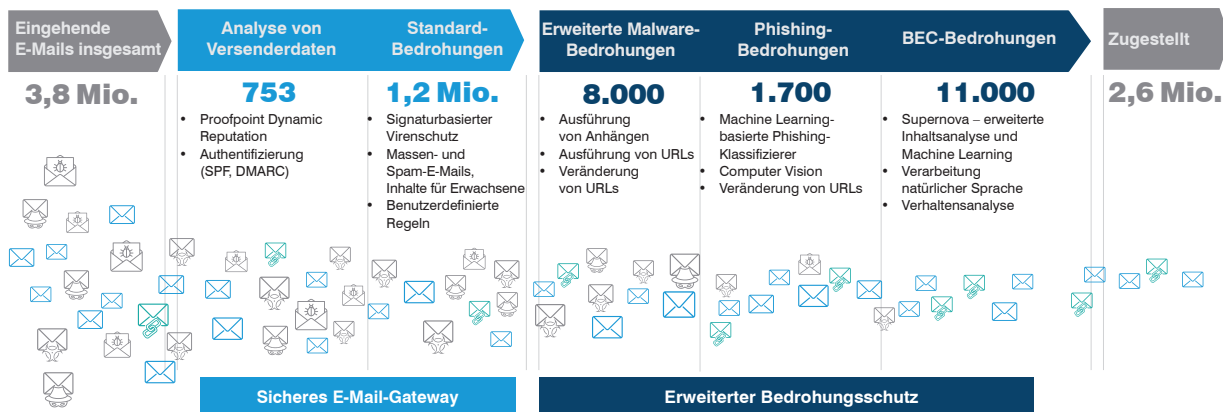 Eingehende
E-Mails insgesamt
3,8 Mio.
Analyse von
Versenderdaten
753
• Proofpoint Dynamic
Reputation
• Authentifizierung
(SPF, DMARC)
Standard-
Bedrohungen
1,2 Mio.
• Signaturbasierter
Virenschutz
• Massen- und
Spam-E-Mails,
Inhalte für Erwachsene
• Benutzerdefinierte
Regeln
Erweiterte Malware-
Bedrohungen
8.000
• Ausführung
von Anhängen
• Ausführung von URLs
• Veränderung
von URLs
Phishing-
Bedrohungen
1.700
• Machine Learning-
basierte Phishing-
Klassifizierer
• Computer Vision
• Veränderung von URLs
BEC-Bedrohungen
11.000
• Supernova – erweiterte
Inhaltsanalyse und
Machine Learning
• Verarbeitung
natürlicher Sprache
• Verhaltensanalyse
Zugestellt
2,6 Mio.
Sicheres E-Mail-Gateway
Erweiterter Bedrohungsschutz